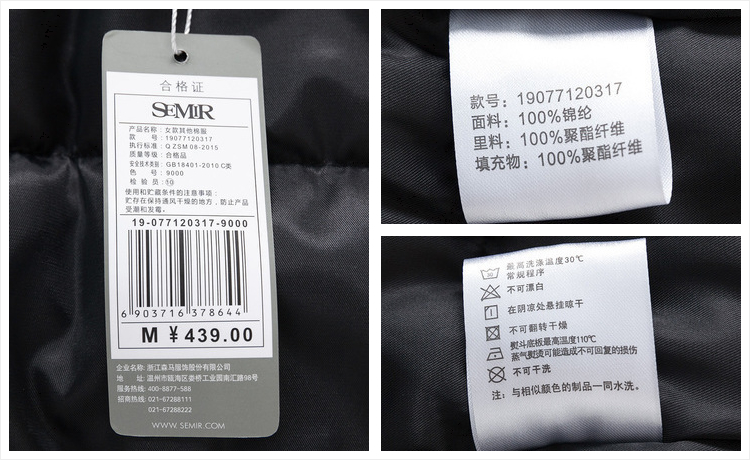 合格证
SEMIR
产品名称：女款其他棉服
款 号：19077120317
执行标准：Q ZSM 08-2015
质量等级：合格品
安全技术类别：GB18401-2010 C类
色 号：9000
检 验 员：10
使用和贮藏条件的注意事项：
贮存在保持通风干燥的地方，防止产品
受潮和发霉。
19-077120317-9000
6 903716 378644
M ￥439.00
企业名称：浙江森马服饰股份有限公司
地 址：温州市瓯海区娄桥工业园南汇路98号
服务热线：400-8877-588
招商热线：021-67288111
021-67288222
WWW.SEMIR.COM
款号：19077120317
面料：100%锦纶
里料：100%聚酯纤维
填充物：100%聚酯纤维
最高洗涤温度30℃
常规程序
不可漂白
在阴凉处悬挂晾干
不可翻转干燥
熨斗底板最高温度110℃
蒸汽熨烫可能造成不可回复的损伤
不可干洗
注：与相似颜色的制品一同水洗。